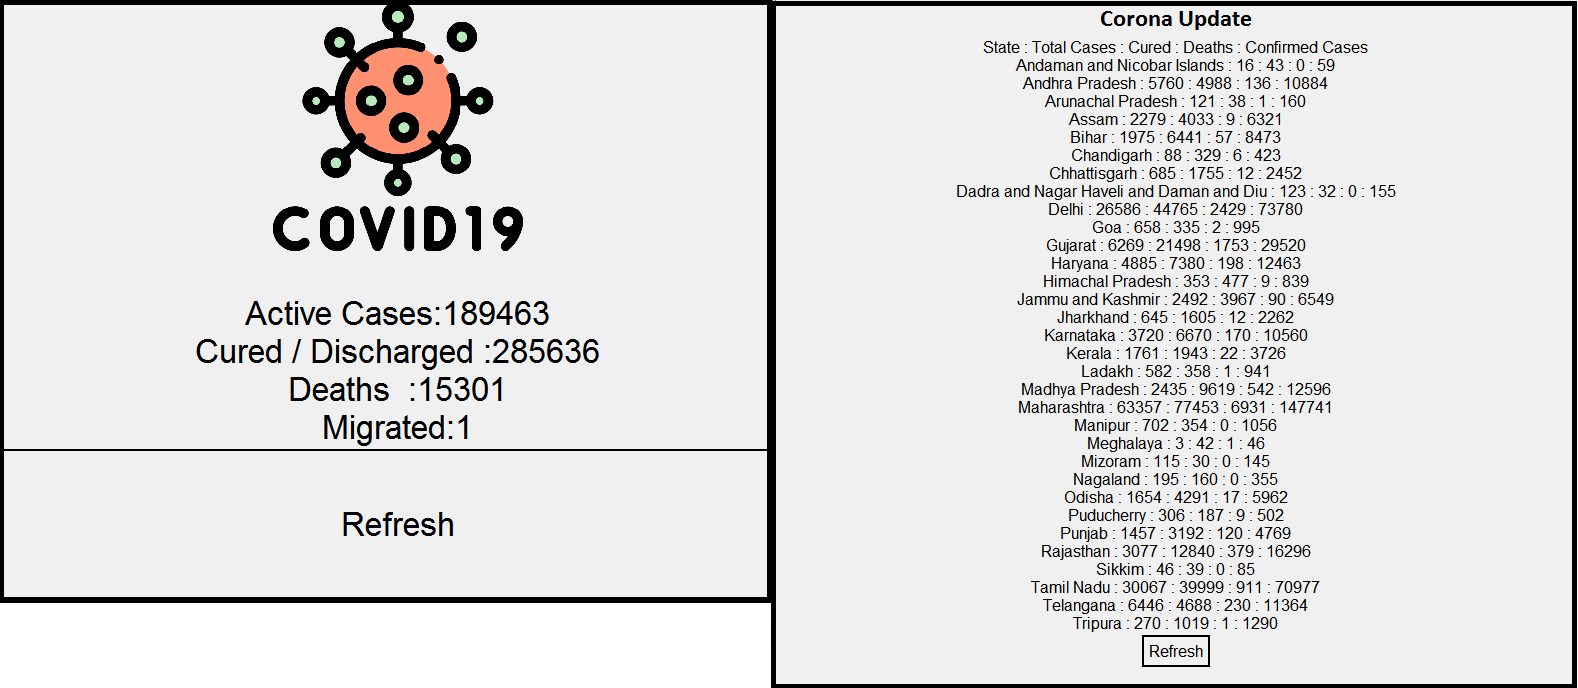 COVID19
Active Cases:189463
Cured / Discharged :285636
Deaths  :15301
Migrated:1
Refresh
Corona Update
State : Total Cases : Cured : Deaths : Confirmed Cases
Andaman and Nicobar Islands : 16 : 43 : 0 : 59
Andhra Pradesh : 5760 : 4988 : 136 : 10884
Arunachal Pradesh : 121 : 38 : 1 : 160
Assam : 2279 : 4033 : 9 : 6321
Bihar : 1975 : 6441 : 57 : 8473
Chandigarh : 88 : 329 : 6 : 423
Chhattisgarh : 685 : 1755 : 12 : 2452
Dadra and Nagar Haveli and Daman and Diu : 123 : 32 : 0 : 155
Delhi : 26586 : 44765 : 2429 : 73780
Goa : 658 : 335 : 2 : 995
Gujarat : 6269 : 21498 : 1753 : 29520
Haryana : 4885 : 7380 : 198 : 12463
Himachal Pradesh : 353 : 477 : 9 : 839
Jammu and Kashmir : 2492 : 3967 : 90 : 6549
Jharkhand : 645 : 1605 : 12 : 2262
Karnataka : 3720 : 6670 : 170 : 10560
Kerala : 1761 : 1943 : 22 : 3726
Ladakh : 582 : 358 : 1 : 941
Madhya Pradesh : 2435 : 9619 : 542 : 12596
Maharashtra : 63357 : 77453 : 6931 : 147741
Manipur : 702 : 354 : 0 : 1056
Meghalaya : 3 : 42 : 1 : 46
Mizoram : 115 : 30 : 0 : 145
Nagaland : 195 : 160 : 0 : 355
Odisha : 1654 : 4291 : 17 : 5962
Puducherry : 306 : 187 : 9 : 502
Punjab : 1457 : 3192 : 120 : 4769
Rajasthan : 3077 : 12840 : 379 : 16296
Sikkim : 46 : 39 : 0 : 85
Tamil Nadu : 30067 : 39999 : 911 : 70977
Telangana : 6446 : 4688 : 230 : 11364
Tripura : 270 : 1019 : 1 : 1290
Refresh